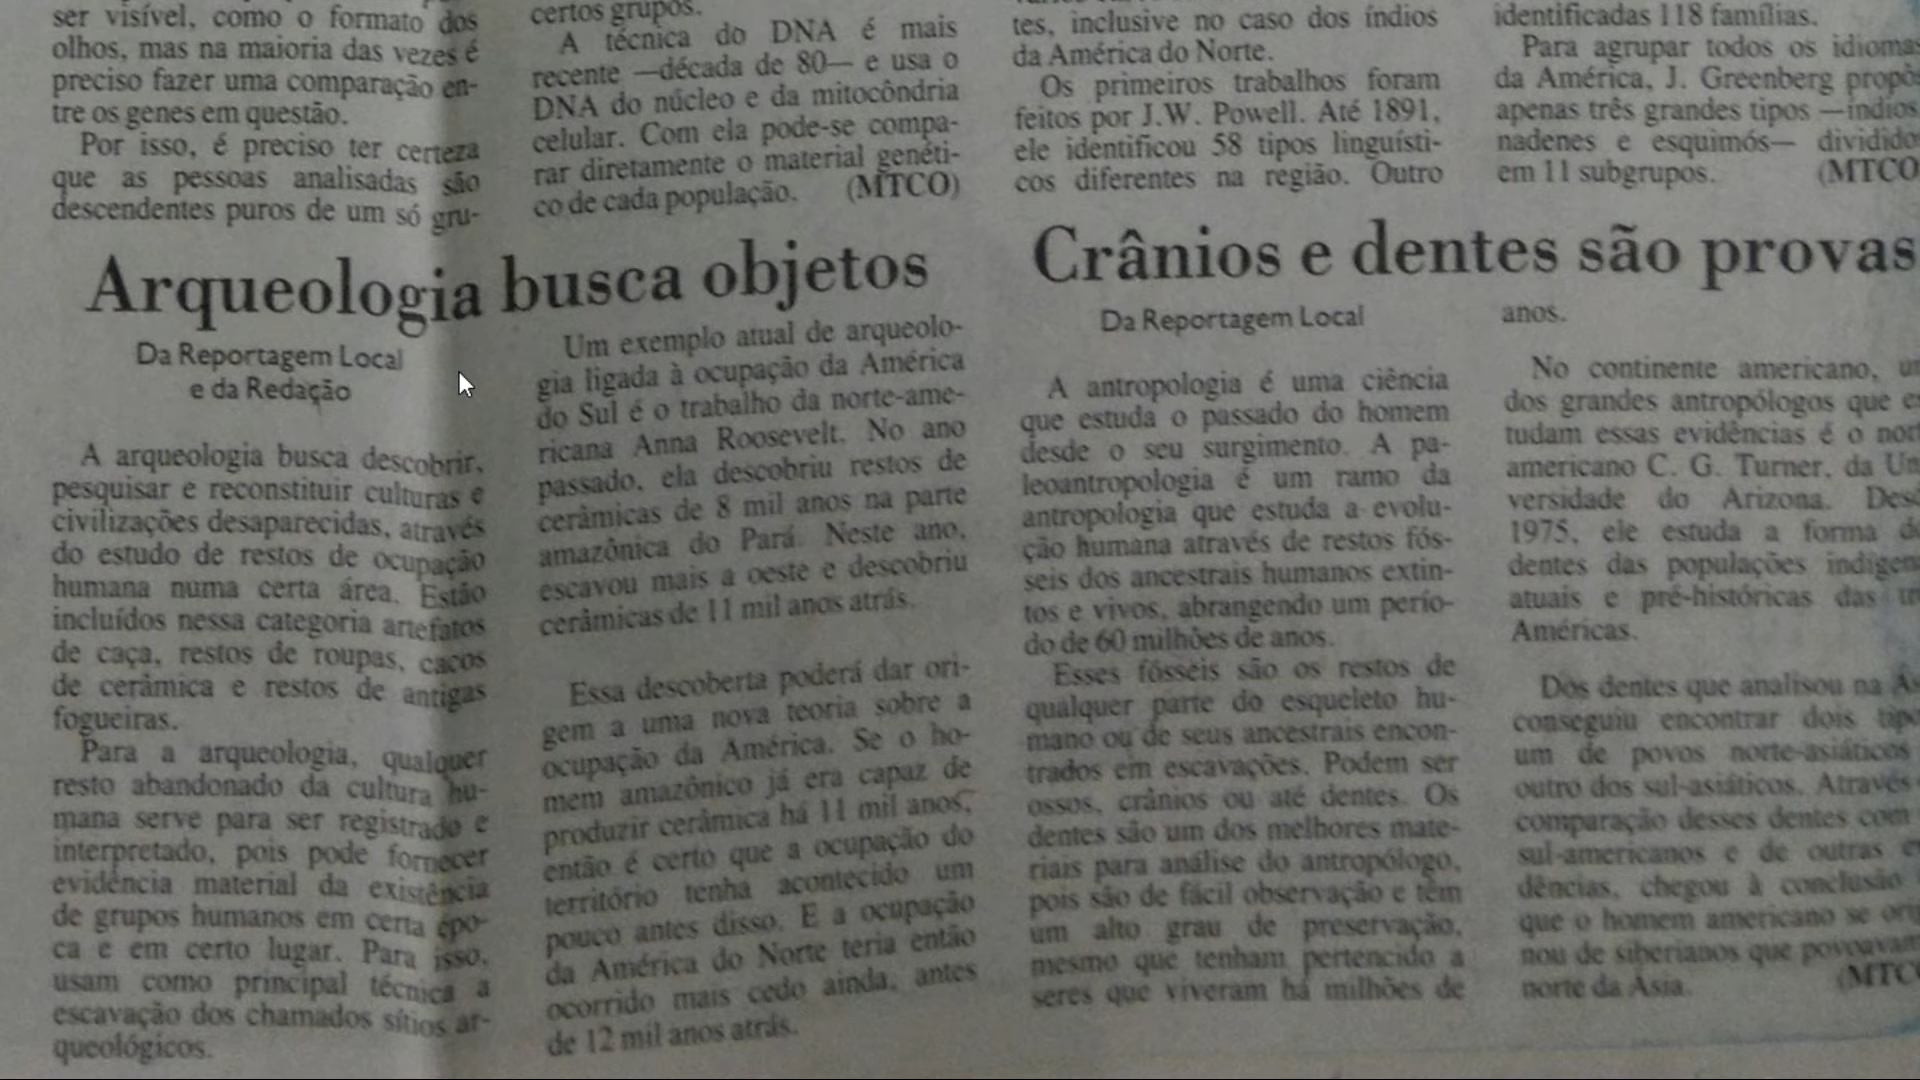 ser visível, como o formato dos
olhos, mas na maioria das vezes é
preciso fazer uma comparação en-
tre os genes em questão.
Por isso, é preciso ter certeza
que as pessoas analisadas são
descendentes puros de um só gru-
certos grupos.
A técnica do DNA é mais
recente —década de 80— e usa o
DNA do núcleo e da mitocôndria
celular. Com ela pode-se compa-
rar diretamente o material genéti-
co de cada população. (MTCO)
tes, inclusive no caso dos índios
da América do Norte.
Os primeiros trabalhos foram
feitos por J.W. Powell. Até 1891,
ele identificou 58 tipos linguísti-
cos diferentes na região. Outro
identificadas 118 famílias.
Para agrupar todos os idiomas
da América, J. Greenberg propôs
apenas três grandes tipos —índios,
nadenes e esquimós— dividido
em 11 subgrupos. (MTCO
Arqueologia busca objetos
Da Reportagem Local
e da Redação
A arqueologia busca descobrir,
pesquisar e reconstituir culturas e
civilizações desaparecidas, através
do estudo de restos de ocupação
humana numa certa área. Estão
incluídos nessa categoria artefatos
de caça, restos de roupas, cacos
de cerâmica e restos de antigas
fogueiras.
Para a arqueologia, qualquer
resto abandonado da cultura hu-
mana serve para ser registrado e
interpretado, pois pode fornecer
evidência material da existência
de grupos humanos em certa épo-
ca e em certo lugar. Para isso,
usam como principal técnica a
escavação dos chamados sítios ar-
queológicos.
Um exemplo atual de arqueolo-
gia ligada à ocupação da América
do Sul é o trabalho da norte-ame-
ricana Anna Roosevelt. No ano
passado, ela descobriu restos de
cerâmicas de 8 mil anos na parte
amazônica do Pará. Neste ano,
escavou mais a oeste e descobriu
cerâmicas de 11 mil anos atrás.
Essa descoberta poderá dar ori-
gem a uma nova teoria sobre a
ocupação da América. Se o ho-
mem amazônico já era capaz de
produzir cerâmica há 11 mil anos,
então é certo que a ocupação do
território tenha acontecido um
pouco antes disso. E a ocupação
da América do Norte teria então
ocorrido mais cedo ainda, antes
de 12 mil anos atrás.
Crânios e dentes são provas
Da Reportagem Local
A antropologia é uma ciência
que estuda o passado do homem
desde o seu surgimento. A pa-
leoantropologia é um ramo da
antropologia que estuda a evolu-
ção humana através de restos fós-
seis dos ancestrais humanos extin-
tos e vivos, abrangendo um perío-
do de 60 milhões de anos.
Esses fósseis são os restos de
qualquer parte do esqueleto hu-
mano ou de seus ancestrais encon-
trados em escavações. Podem ser
ossos, crânios ou até dentes. Os
dentes são um dos melhores mate-
riais para análise do antropólogo,
pois são de fácil observação e têm
um alto grau de preservação,
mesmo que tenham pertencido a
seres que viveram há milhões de
anos.
No continente americano, um
dos grandes antropólogos que es
tudam essas evidências é o nort
americano C. G. Turner, da Un
versidade do Arizona. Desd
1975, ele estuda a forma do
dentes das populações indígen
atuais e pré-históricas das tr
Américas.
Dos dentes que analisou na Ás
conseguiu encontrar dois tipo
um de povos norte-asiáticos
outro dos sul-asiáticos. Através
comparação desses dentes com
sul-americanos e de outras e
dências, chegou à conclusão
que o homem americano se ori
nou de siberianos que povoavam
norte da Ásia. (MTC